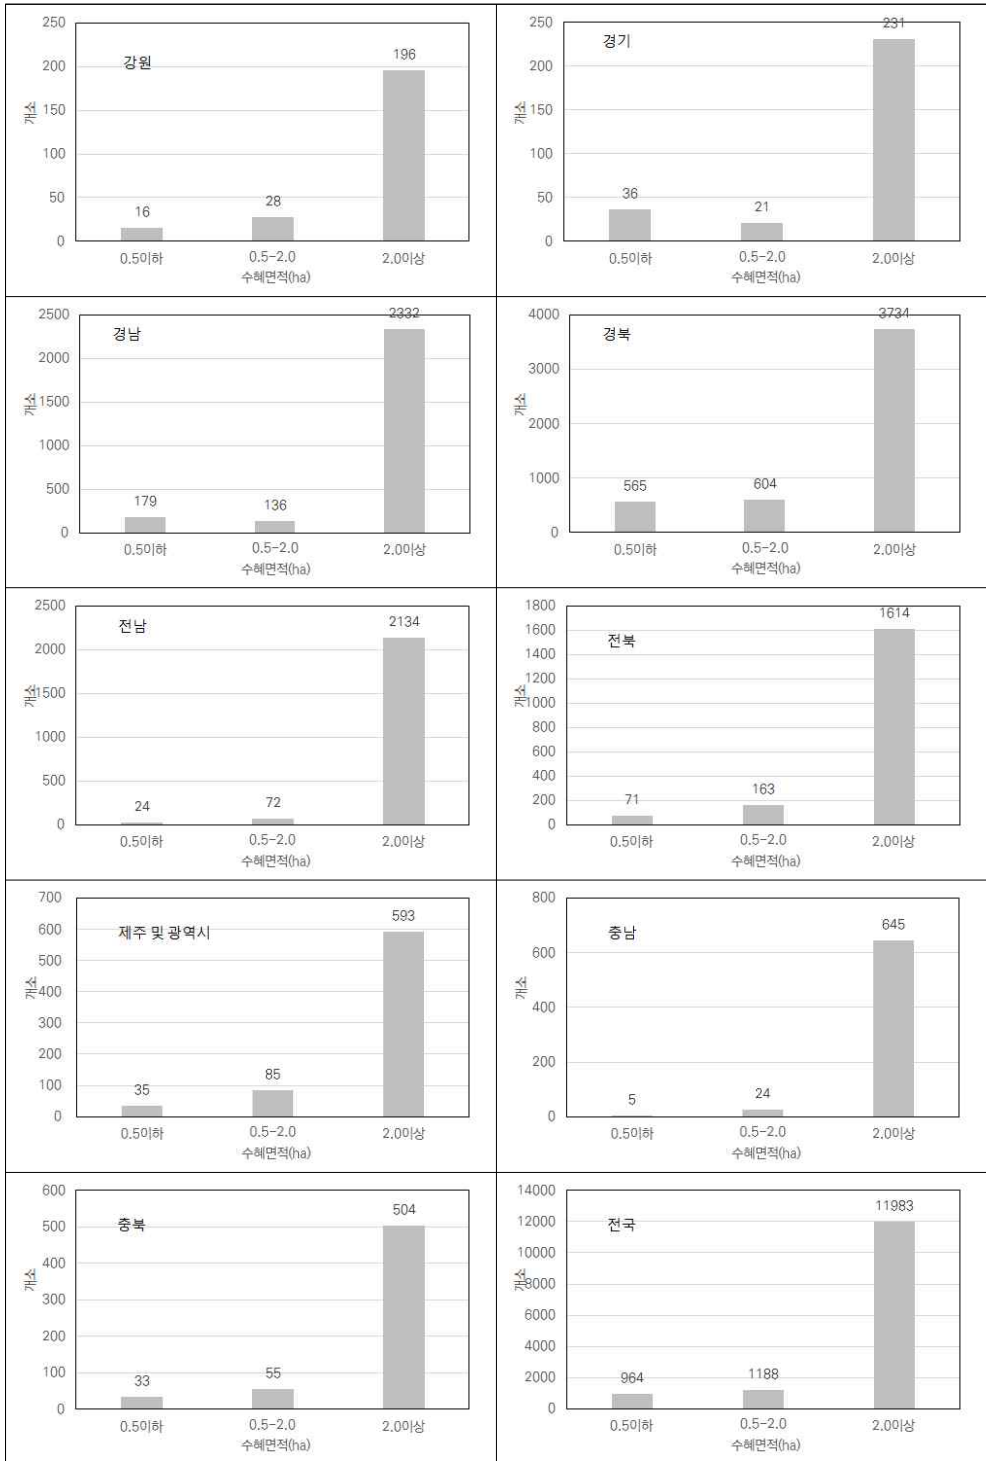 250
200
150
100
50
0
개소
강원
16
28
196
0.5이하
0.5-2.0
2.0이상
수혜면적(ha)
250
200
150
100
50
0
개소
경기
36
21
231
0.5이하
0.5-2.0
2.0이상
수혜면적(ha)
2500
2000
1500
1000
500
0
개소
경남
179
136
2332
0.5이하
0.5-2.0
2.0이상
수혜면적(ha)
4000
3000
2000
1000
0
개소
경북
565
604
3734
0.5이하
0.5-2.0
2.0이상
수혜면적(ha)
2500
2000
1500
1000
500
0
개소
전남
24
72
2134
0.5이하
0.5-2.0
2.0이상
수혜면적(ha)
1800
1600
1400
1200
1000
800
600
400
200
0
개소
전북
71
163
1614
0.5이하
0.5-2.0
2.0이상
수혜면적(ha)
700
600
500
400
300
200
100
0
개소
제주 및 광역시
35
85
593
0.5이하
0.5-2.0
2.0이상
수혜면적(ha)
800
600
400
200
0
개소
충남
5
24
645
0.5이하
0.5-2.0
2.0이상
수혜면적(ha)
600
500
400
300
200
100
0
개소
충북
33
55
504
0.5이하
0.5-2.0
2.0이상
수혜면적(ha)
14000
12000
10000
8000
6000
4000
2000
0
개소
전국
964
1188
11983
0.5이하
0.5-2.0
2.0이상
수혜면적(ha)